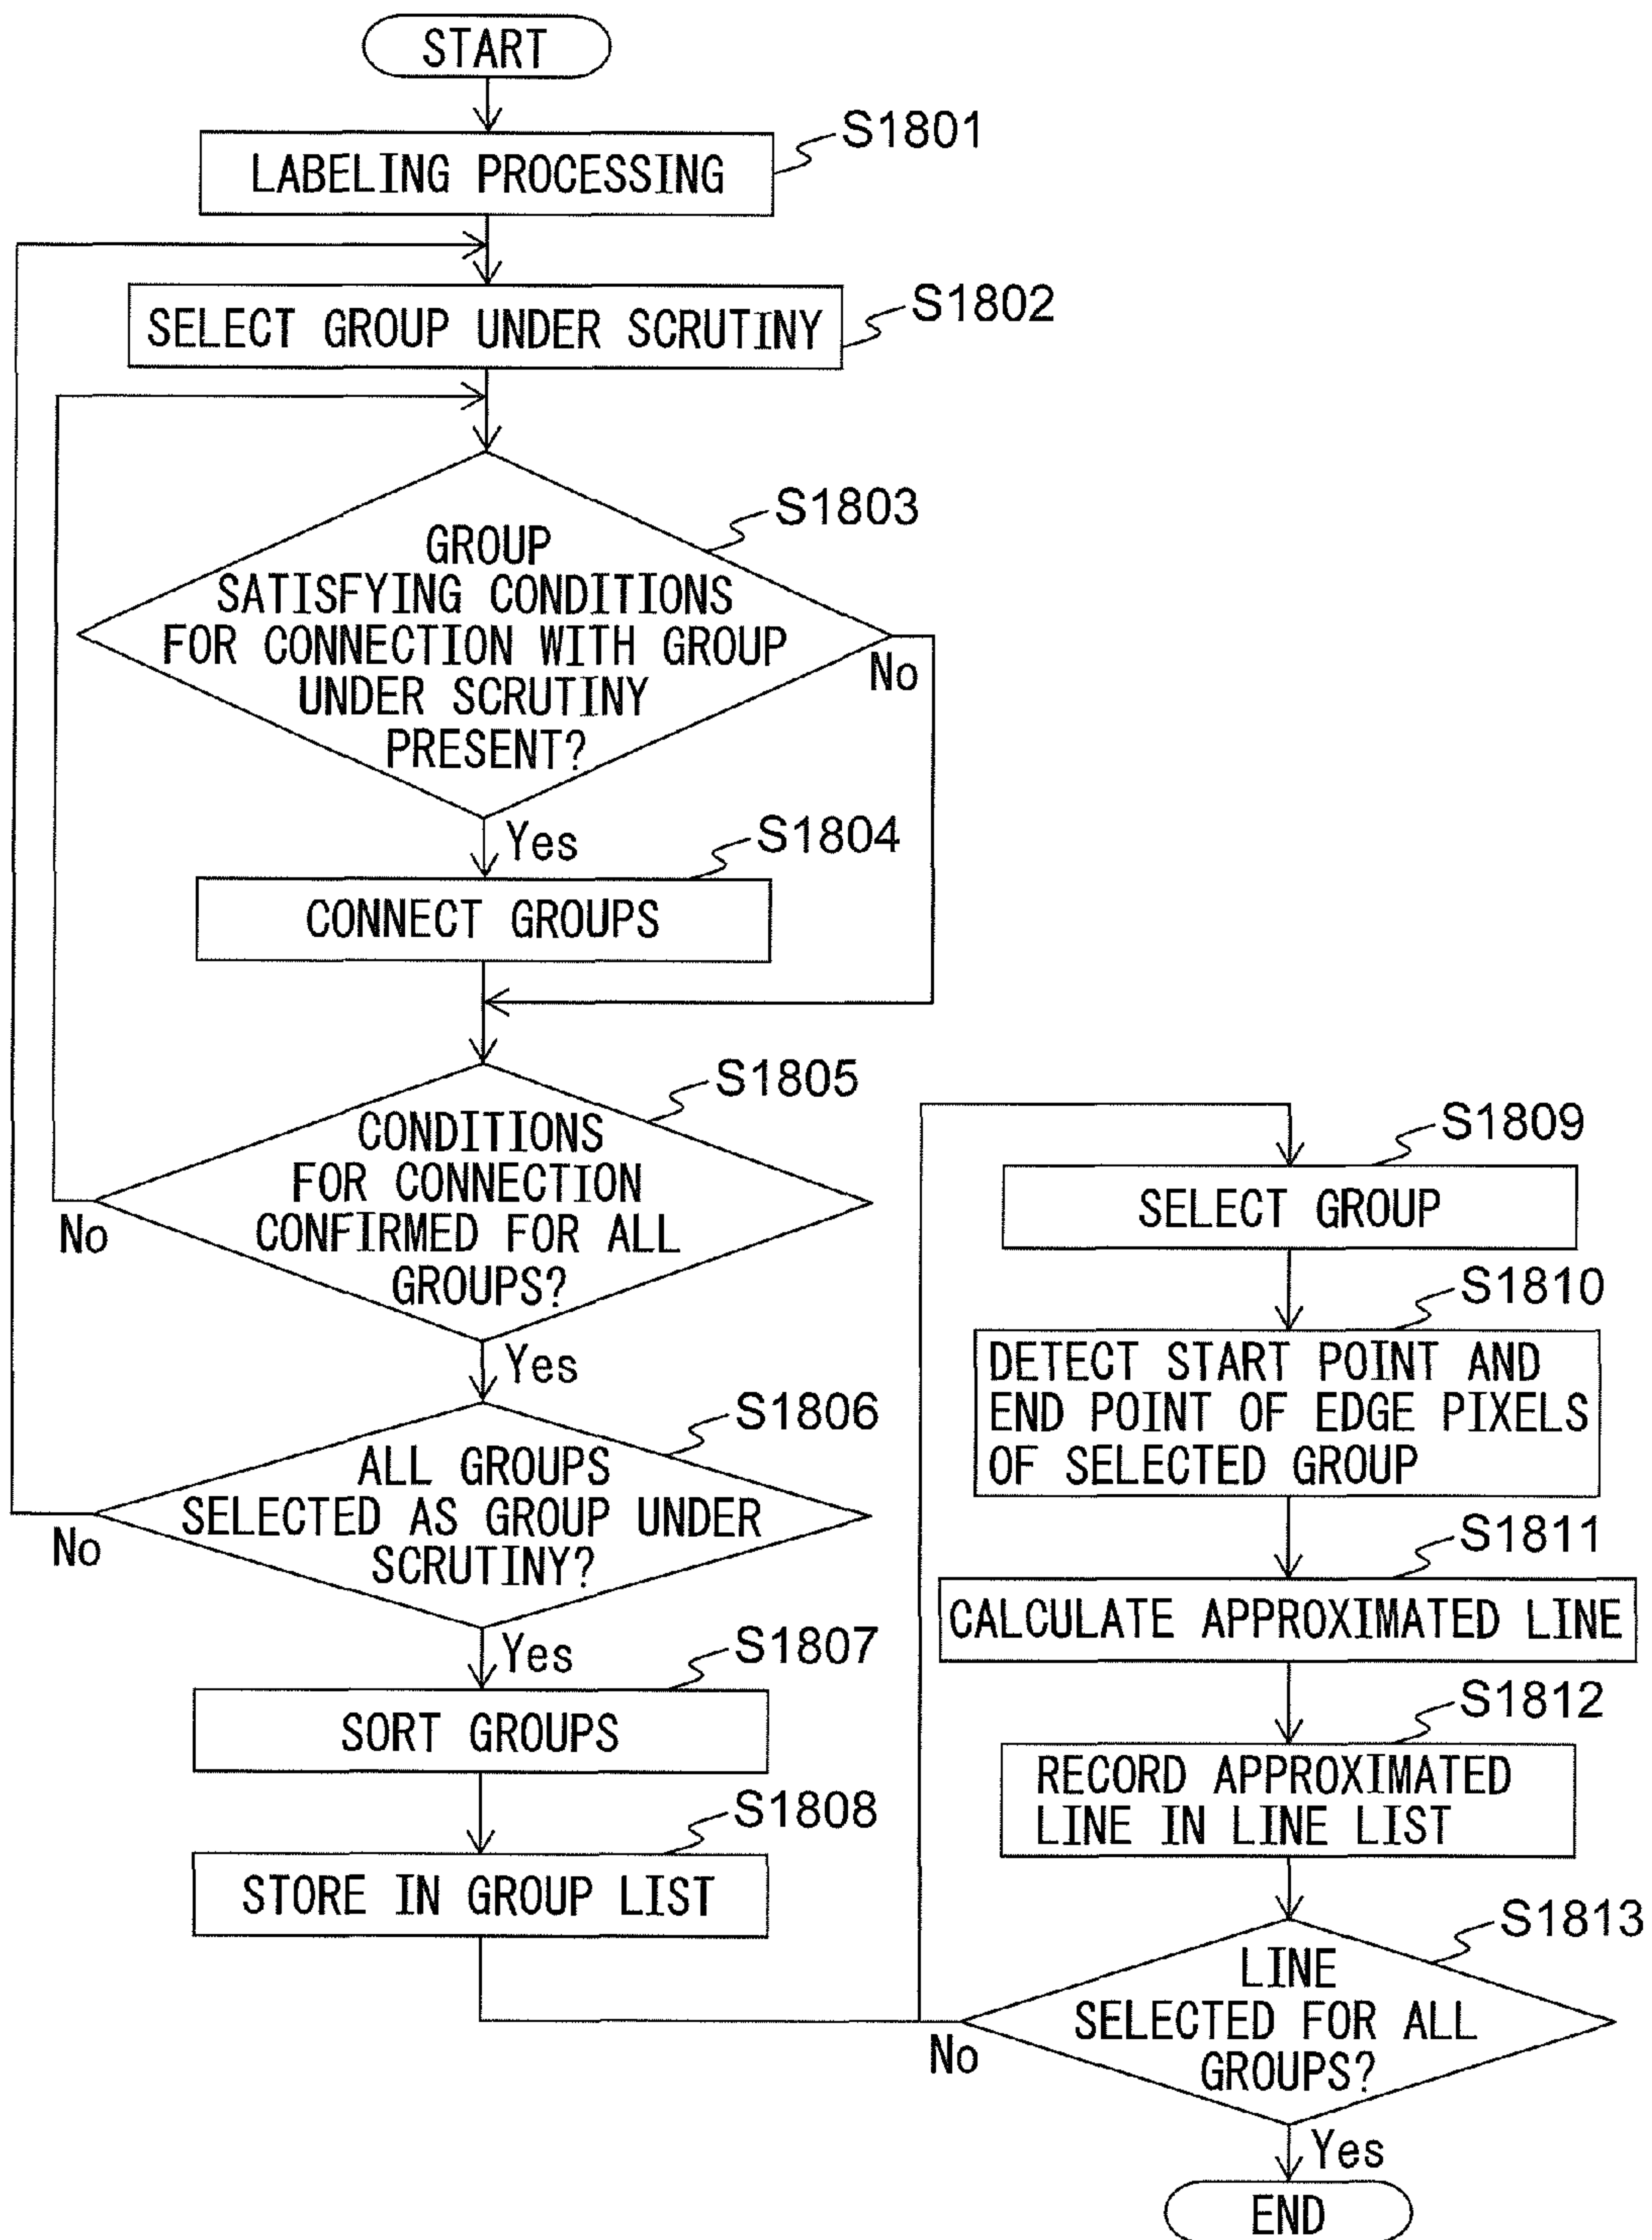 START
S1801
LABELING PROCESSING
S1802
SELECT GROUP UNDER SCRUTINY
S1803
GROUP
SATISFYING CONDITIONS
FOR CONNECTION WITH GROUP
UNDER SCRUTINY
PRESENT?
No
Yes
S1804
CONNECT GROUPS
S1805
CONDITIONS
FOR CONNECTION
CONFIRMED FOR ALL
GROUPS?
No
Yes
S1806
ALL GROUPS
SELECTED AS GROUP UNDER
SCRUTINY?
No
Yes
S1807
SORT GROUPS
S1808
STORE IN GROUP LIST
S1809
SELECT GROUP
S1810
DETECT START POINT AND
END POINT OF EDGE PIXELS
OF SELECTED GROUP
S1811
CALCULATE APPROXIMATED LINE
S1812
RECORD APPROXIMATED
LINE IN LINE LIST
S1813
LINE
SELECTED FOR ALL
GROUPS?
No
Yes
END